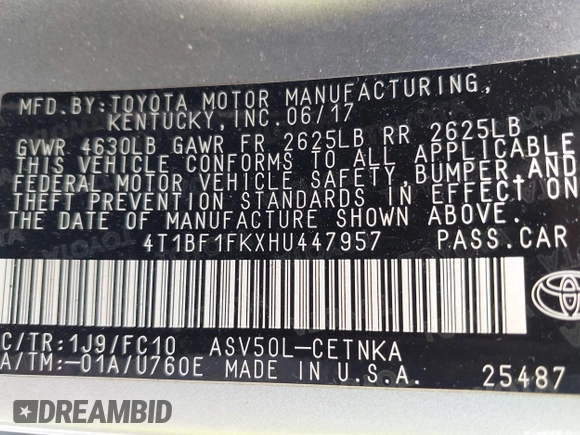 MFD.BY:TOYOTA MOTOR MANUFACTURING,
KENTUCKY,INC.06/17
GVWR 4630LB GAWR FR 2625LB RR 2625LB
THIS VEHICLE CONFORMS TO ALL APPLICABLE
FEDERAL MOTOR VEHICLE SAFETY,BUMPER,AND
THEFT PREVENTION STANDARDS IN EFFECT ON
THE DATE OF MANUFACTURE SHOWN ABOVE.
4T1BF1FKXHU447957 PASS.CAR
C/TR:1J9/FC10 ASV50L-CETNKA
A/TM:-01A/U760E MADE IN U.S.A. 25487
DREAMBID